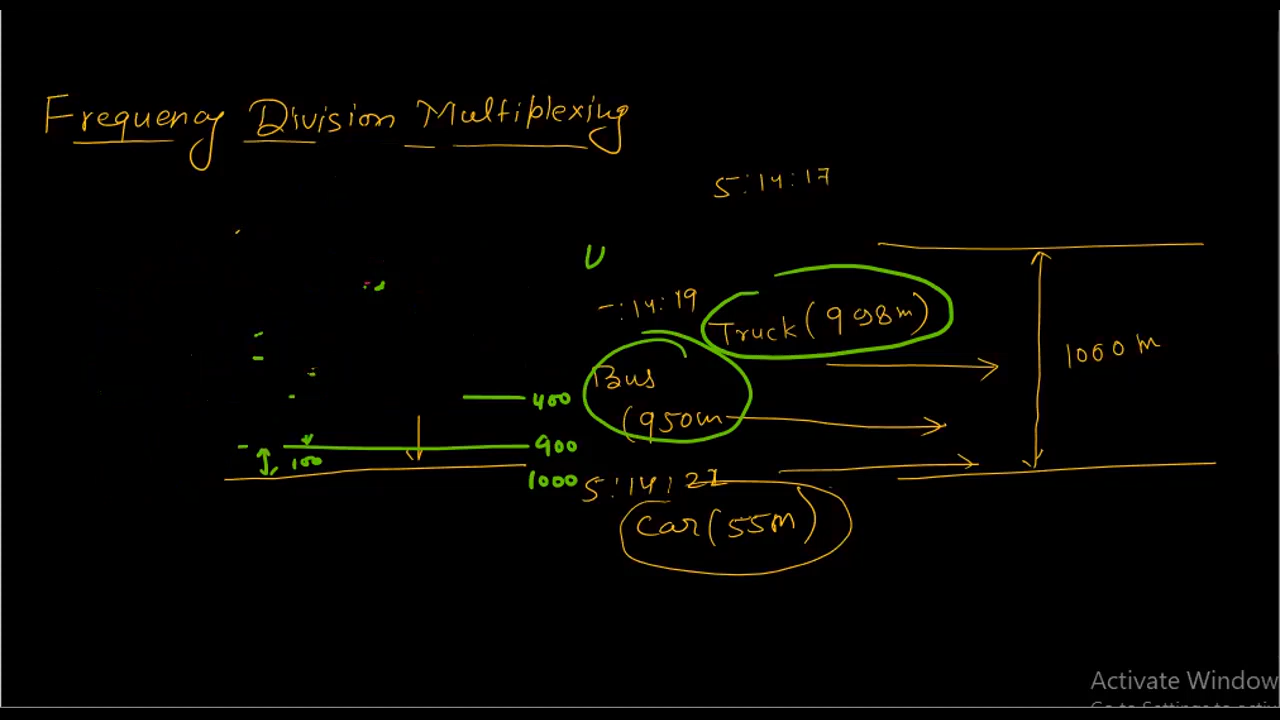 Frequency Division Multiplexing
5:14:17
U
-:14:19
Truck (998m)
1000 m
Bus
(950m
400
900
100
1000
5:14:21
Car (55m)
Activate Window